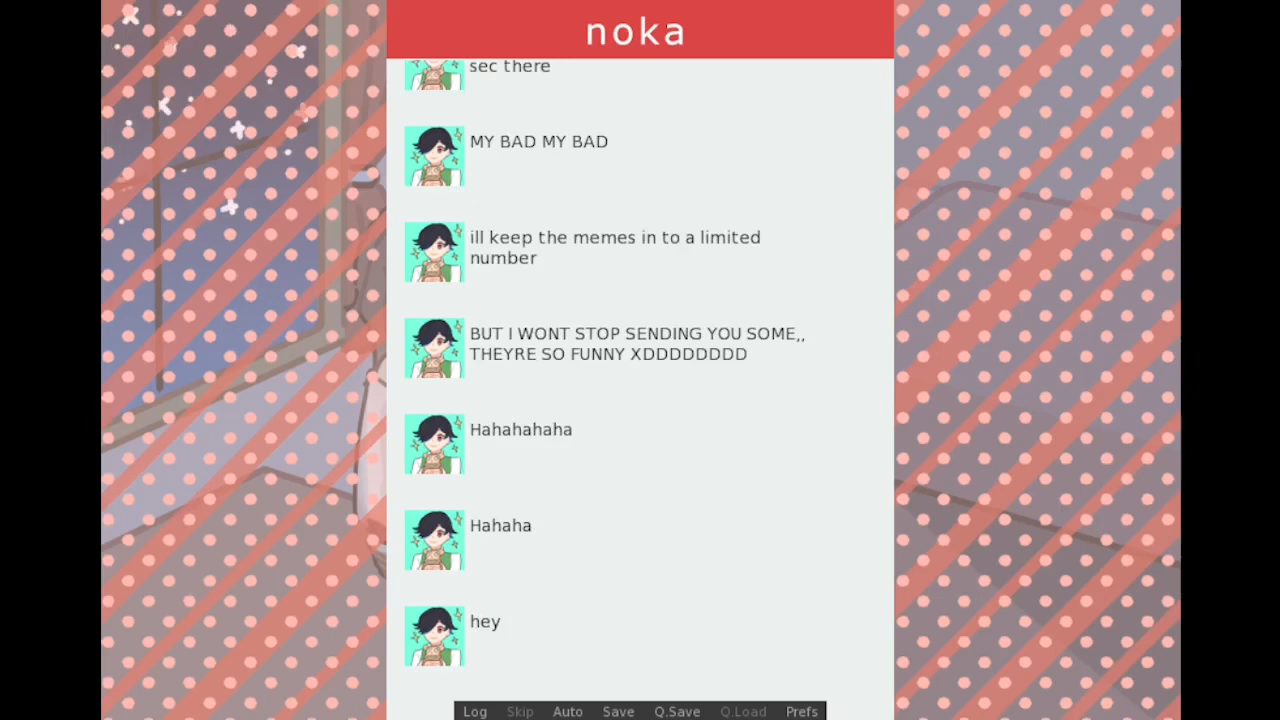 noka
sec there
MY BAD MY BAD
ill keep the memes in to a limited
number
BUT I WONT STOP SENDING YOU SOME,,
THEYRE SO FUNNY XDDDDDDDD
Hahahahaha
Hahaha
hey
Log Skip Auto Save Q.Save Q.Load Prefs